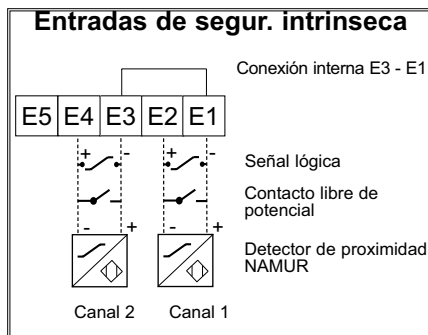 Entradas de segur. intrinseca
Conexión interna E3 - E1
E5 E4 E3 E2 E1
+ - + -
Señal lógica
Contacto libre de
potencial
- + - +
Detector de proximidad
NAMUR
Canal 2 Canal 1